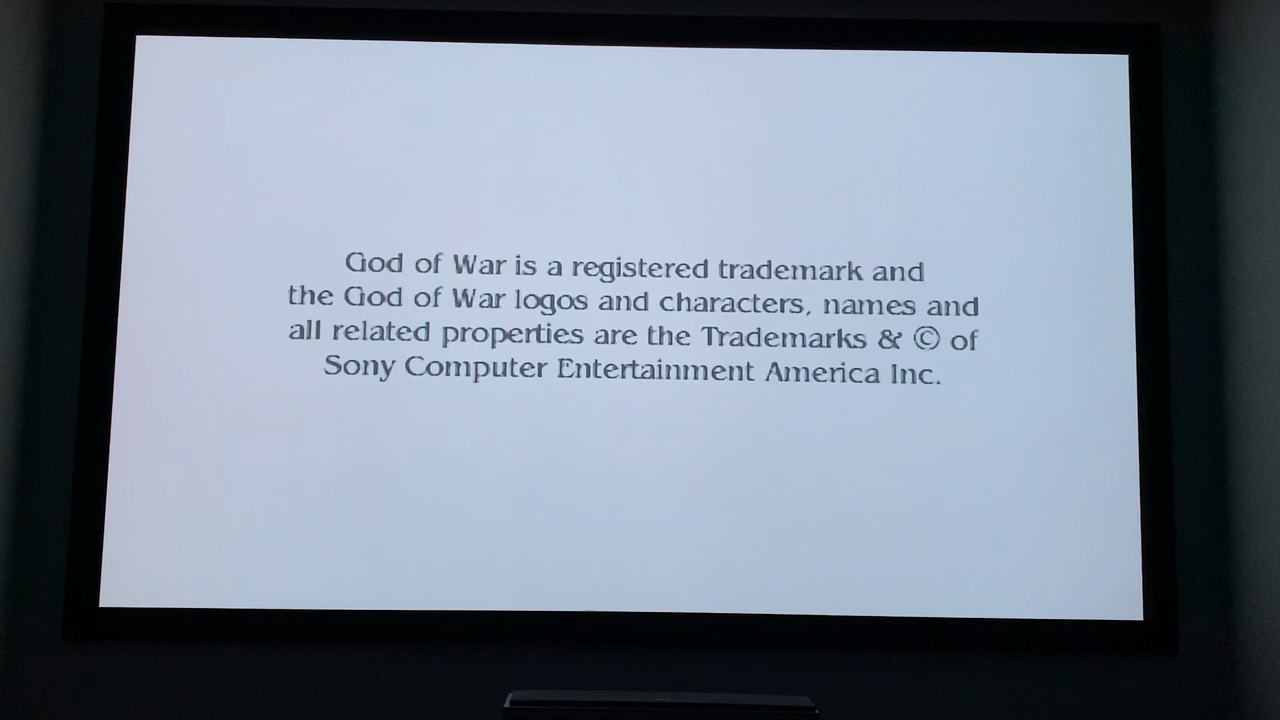 God of War is a registered trademark and
the God of War logos and characters, names and
all related properties are the Trademarks & © of
Sony Computer Entertainment America Inc.